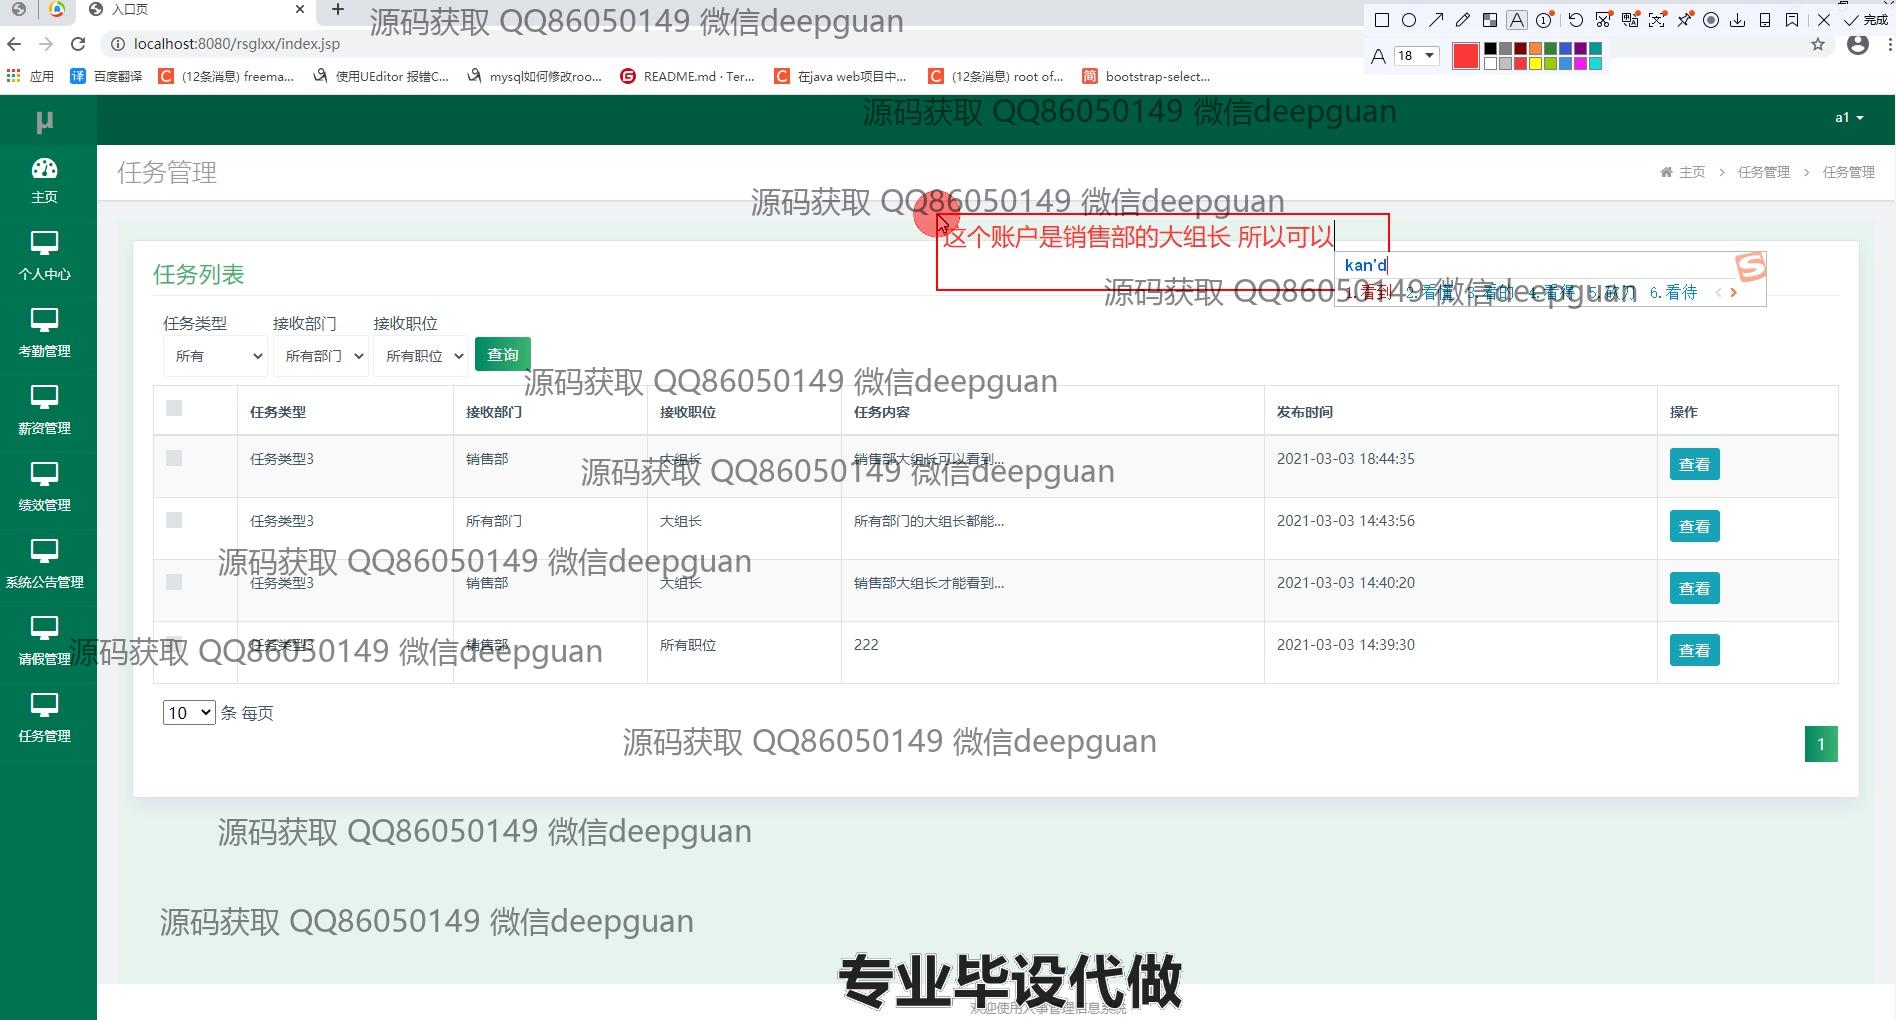 入口页
完成
localhost:8080/rsglxx/index.jsp
A 18
应用 百度翻译 (12条消息) freema... 使用UEditor 报错C... mysql如何修改roo... README.md · Ter... 在java web项目中... (12条消息) root of... bootstrap-select...
源码获取 QQ86050149 微信deepguan
源码获取 QQ86050149 微信deepguan
μ
a1
主页
任务管理
主页 > 任务管理 > 任务管理
源码获取 QQ86050149 微信deepguan
这个账户是销售部的大组长 所以可以
kan'd
1.看到 2.看懂 3.看的 4.看得 5.砍刀 6.看待
源码获取 QQ86050149 微信deepguan
个人中心
任务列表
任务类型 接收部门 接收职位
考勤管理
所有 所有部门 所有职位 查询
源码获取 QQ86050149 微信deepguan
任务类型 接收部门 接收职位 任务内容 发布时间 操作
薪资管理
任务类型3 销售部 大组长 销售部大组长可以看到... 2021-03-03 18:44:35 查看
源码获取 QQ86050149 微信deepguan
绩效管理
任务类型3 所有部门 大组长 所有部门的大组长都能... 2021-03-03 14:43:56 查看
源码获取 QQ86050149 微信deepguan
系统公告管理
任务类型3 销售部 大组长 销售部大组长才能看到... 2021-03-03 14:40:20 查看
请假管理
任务类型3 销售部 所有职位 222 2021-03-03 14:39:30 查看
源码获取 QQ86050149 微信deepguan
任务管理
10 条 每页
源码获取 QQ86050149 微信deepguan
1
源码获取 QQ86050149 微信deepguan
源码获取 QQ86050149 微信deepguan
专业毕设代做
欢迎使用人事管理信息系统